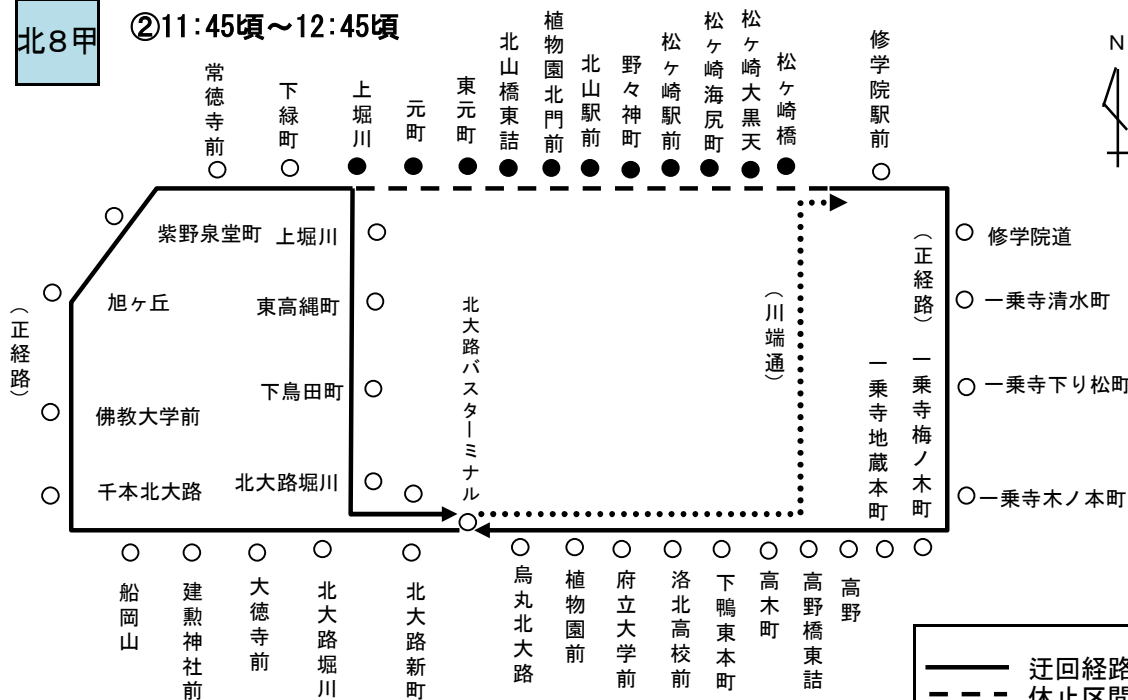 北8甲
②11:45頃～12:45頃
常徳寺前
下緑町
上堀川
元町
東元町
北山橋東詰
植物園北門前
北山駅前
野々神町
松ヶ崎駅前
松ヶ崎海尻町
松ヶ崎大黒天
松ヶ崎橋
修学院駅前
N
紫野泉堂町
上堀川
修学院道
旭ヶ丘
東高縄町
北大路バスターミナル
（川端通）
（正経路）
一乗寺清水町
（正経路）
佛教大学前
下鳥田町
一乗寺地蔵本町
一乗寺梅ノ木町
一乗寺下り松町
千本北大路
北大路堀川
一乗寺木ノ本町
船岡山
建勲神社前
大徳寺前
北大路堀川
北大路新町
烏丸北大路
植物園前
府立大学前
洛北高校前
下鴨東本町
高木町
高野橋東詰
高野
迂回経路
休止区間